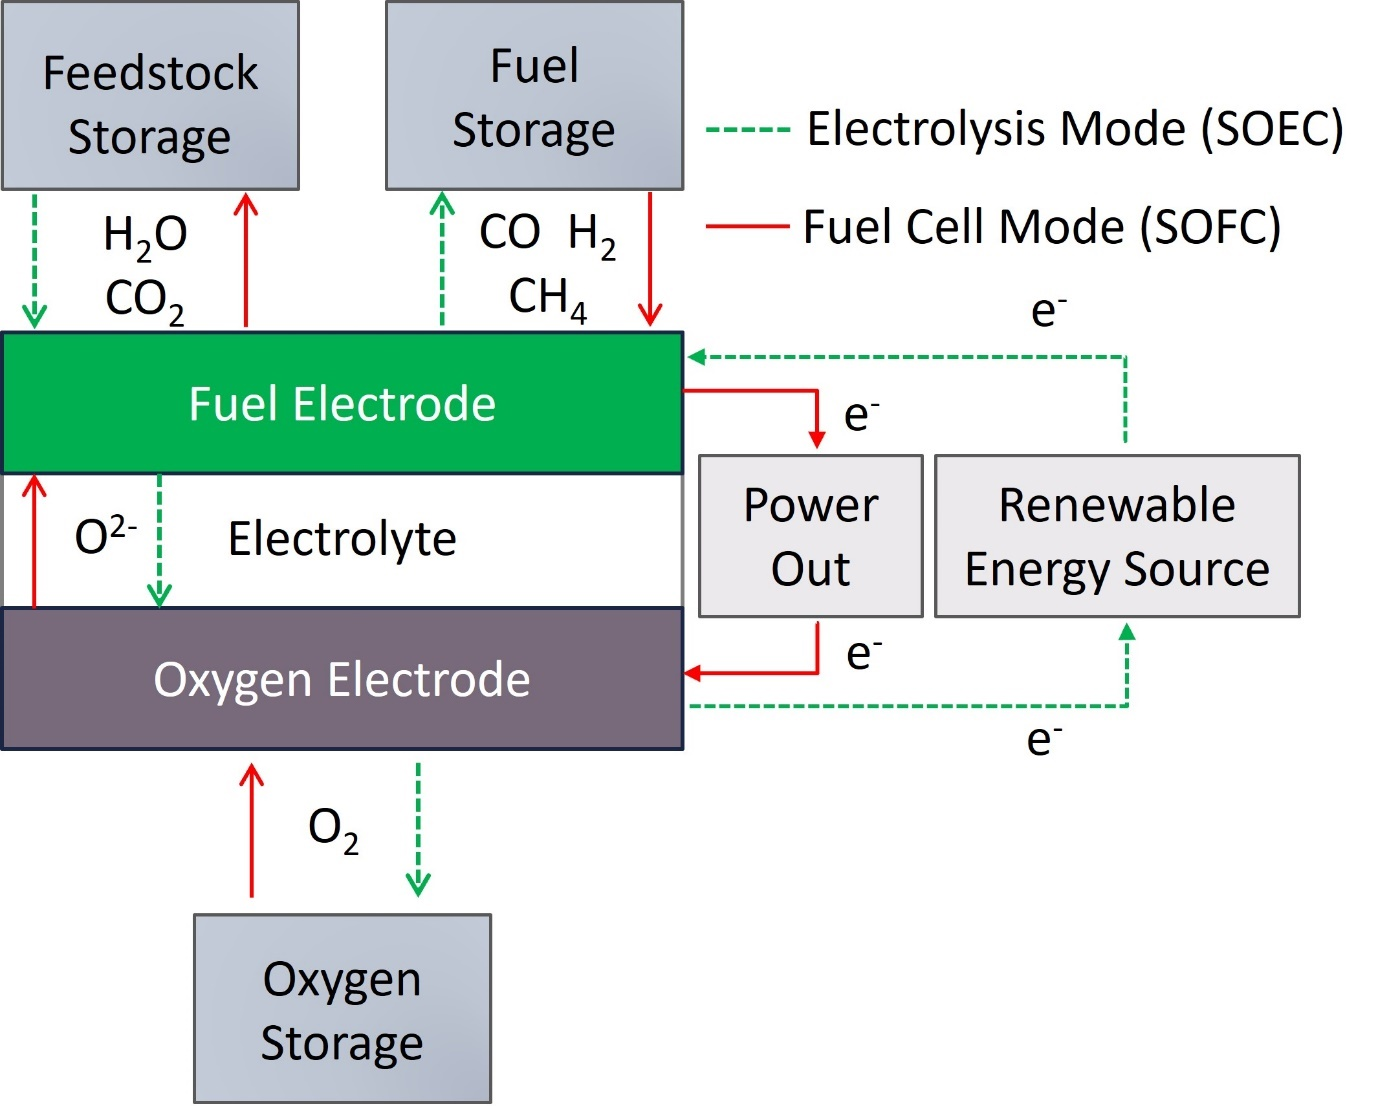 Feedstock
Storage
Fuel
Storage
Electrolysis Mode (SOEC)
Fuel Cell Mode (SOFC)
H₂O
CO₂
CO H₂
CH₄
e⁻
Fuel Electrode
e⁻
Power
Out
Renewable
Energy Source
O²⁻
Electrolyte
e⁻
Oxygen Electrode
e⁻
O₂
Oxygen
Storage